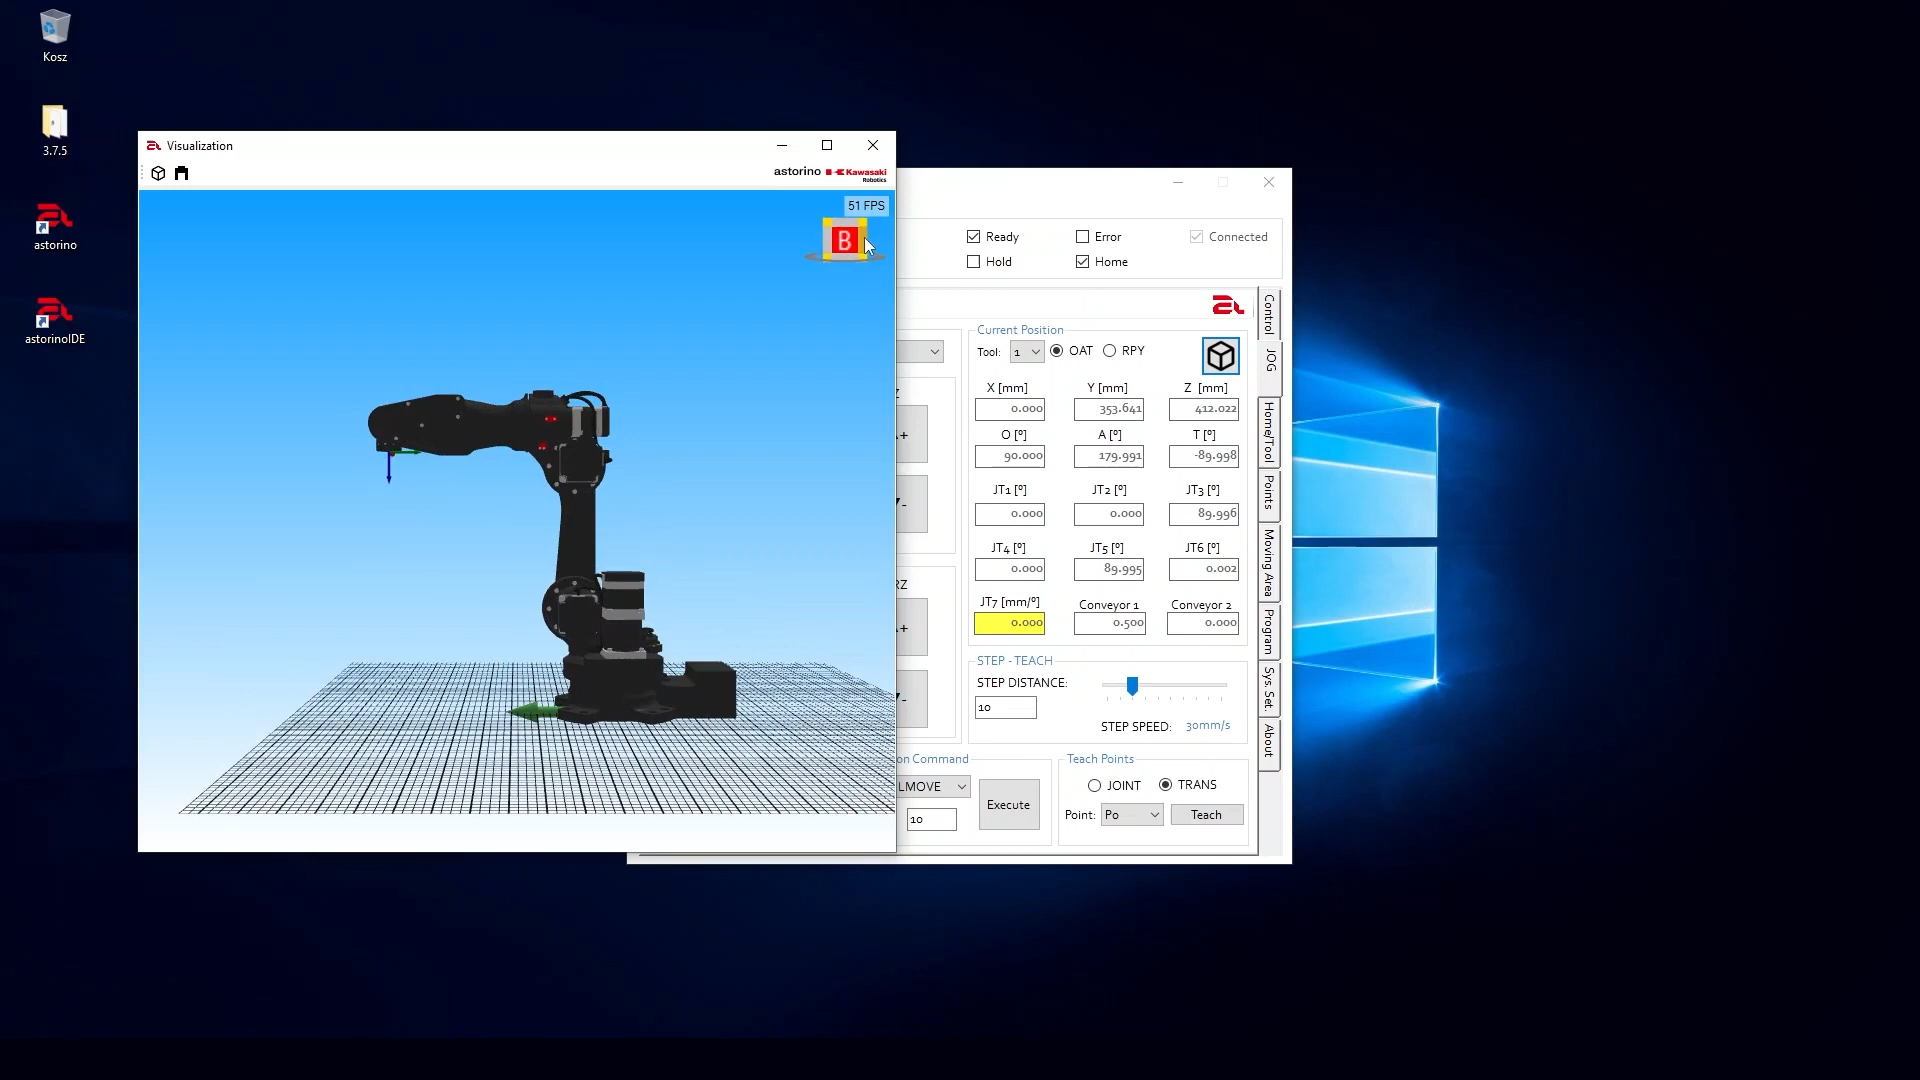 Kosz
3.7.5
astorino
astorinoIDE
Visualization
astorino Kawasaki
Robotics
51 FPS
B
Ready
Error
Connected
Hold
Home
Current Position
Tool: 1 OAT RPY
X [mm] Y [mm] Z [mm]
0.000 353.641 412.022
O [º] A [º] T [º]
90.000 179.991 -89.998
JT1 [º] JT2 [º] JT3 [º]
0.000 0.000 89.996
JT4 [º] JT5 [º] JT6 [º]
0.000 89.995 0.002
JT7 [mm/º] Conveyor 1 Conveyor 2
0.000 0.500 0.000
STEP - TEACH
STEP DISTANCE:
10
STEP SPEED: 30mm/s
on Command
LMOVE
10
Execute
Teach Points
JOINT TRANS
Point: P0 Teach
RZ
Control
JOG
Home/Tool
Points
Moving Area
Program
Sys. Set.
About